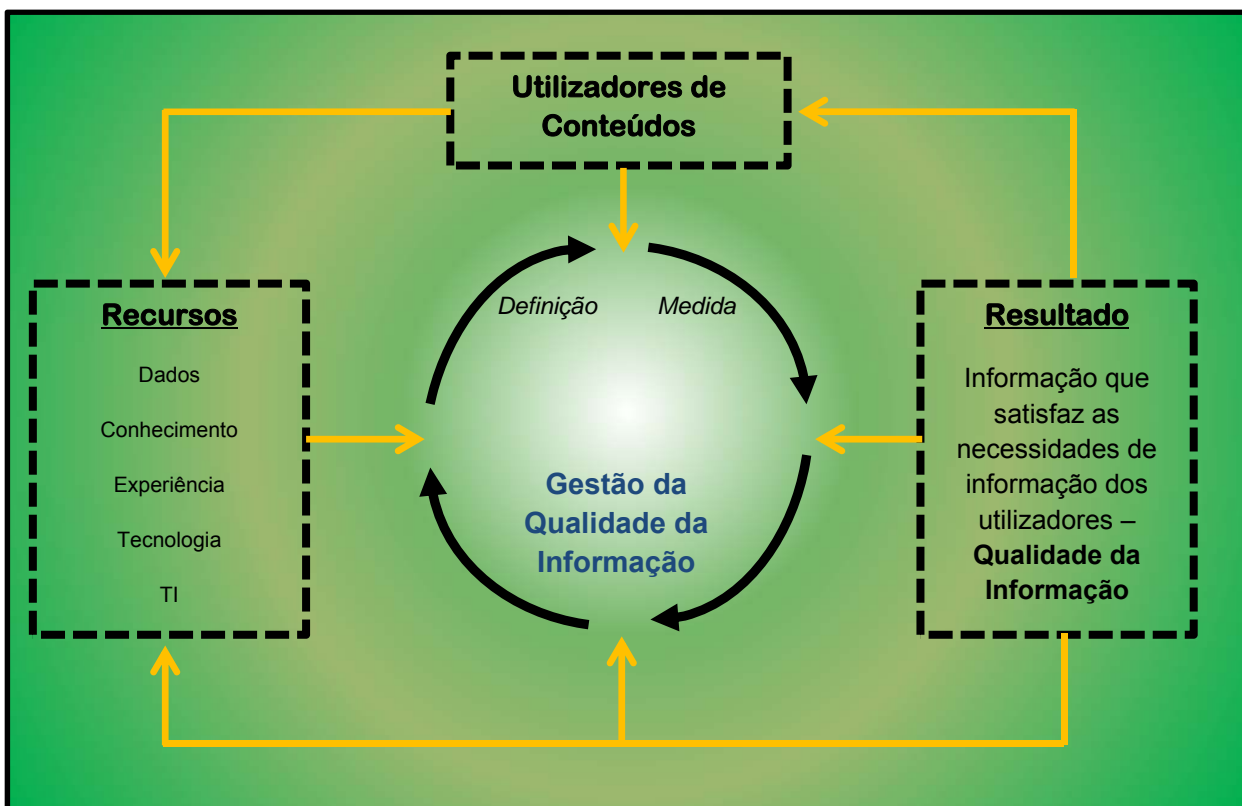 Utilizadores de
Conteúdos
Recursos
Dados
Conhecimento
Experiência
Tecnologia
TI
Definição
Medida
Gestão da
Qualidade da
Informação
Resultado
Informação que
satisfaz as
necessidades de
informação dos
utilizadores –
Qualidade da
Informação